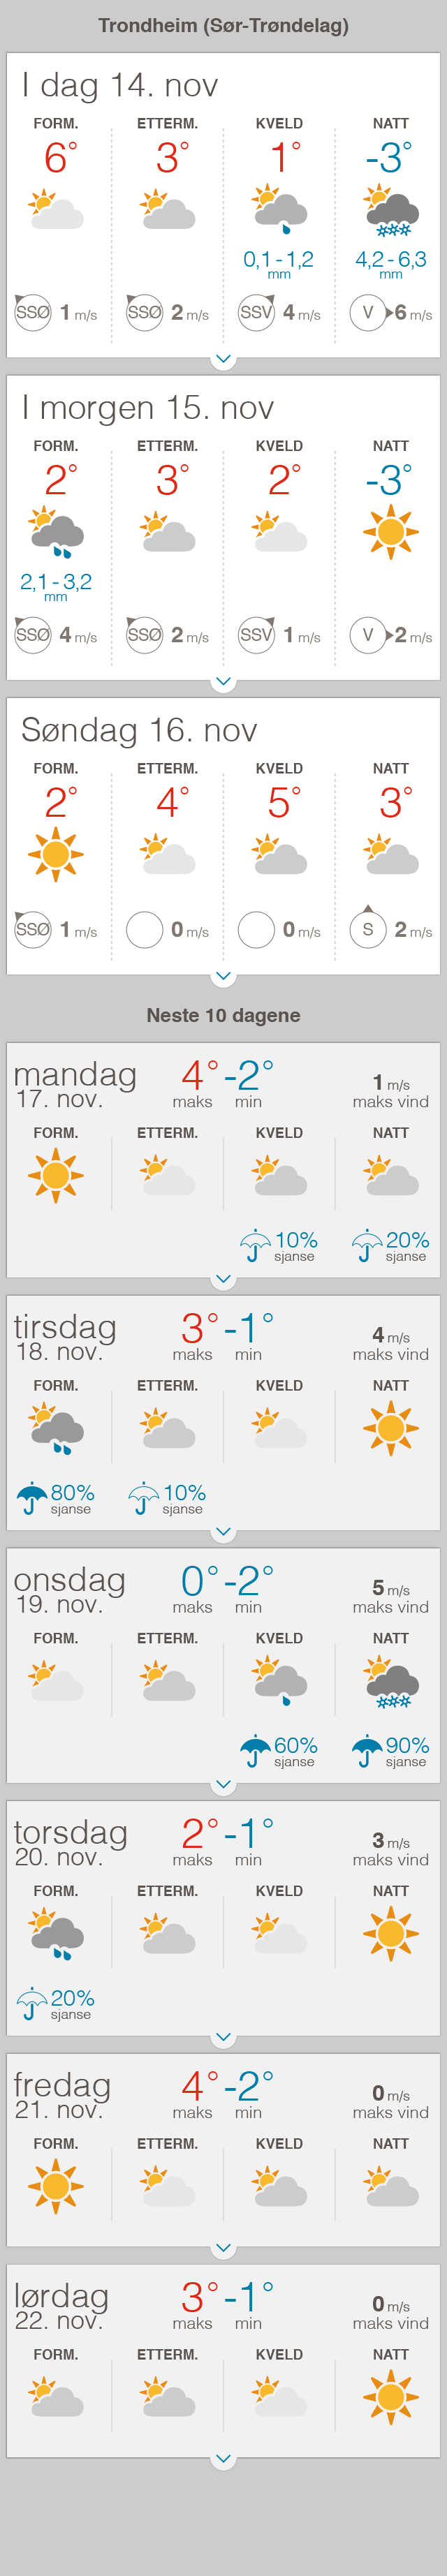 Trondheim (Sør-Trøndelag)
I dag 14. nov
FORM. ETTERM. KVELD NATT
6° 3° 1° -3°
0,1 - 1,2 4,2 - 6,3
mm mm
SSØ 1 m/s SSØ 2 m/s SSV 4 m/s V 6 m/s
I morgen 15. nov
FORM. ETTERM. KVELD NATT
2° 3° 2° -3°
2,1 - 3,2
mm
SSØ 4 m/s SSØ 2 m/s SSV 1 m/s V 2 m/s
Søndag 16. nov
FORM. ETTERM. KVELD NATT
2° 4° 5° 3°
SSØ 1 m/s 0 m/s 0 m/s S 2 m/s
Neste 10 dagene
mandag 4° -2° 1 m/s
17. nov. maks min maks vind
FORM. ETTERM. KVELD NATT
10% 20%
sjanse sjanse
tirsdag 3° -1° 4 m/s
18. nov. maks min maks vind
FORM. ETTERM. KVELD NATT
80% 10%
sjanse sjanse
onsdag 0° -2° 5 m/s
19. nov. maks min maks vind
FORM. ETTERM. KVELD NATT
60% 90%
sjanse sjanse
torsdag 2° -1° 3 m/s
20. nov. maks min maks vind
FORM. ETTERM. KVELD NATT
20%
sjanse
fredag 4° -2° 0 m/s
21. nov. maks min maks vind
FORM. ETTERM. KVELD NATT
lørdag 3° -1° 0 m/s
22. nov. maks min maks vind
FORM. ETTERM. KVELD NATT